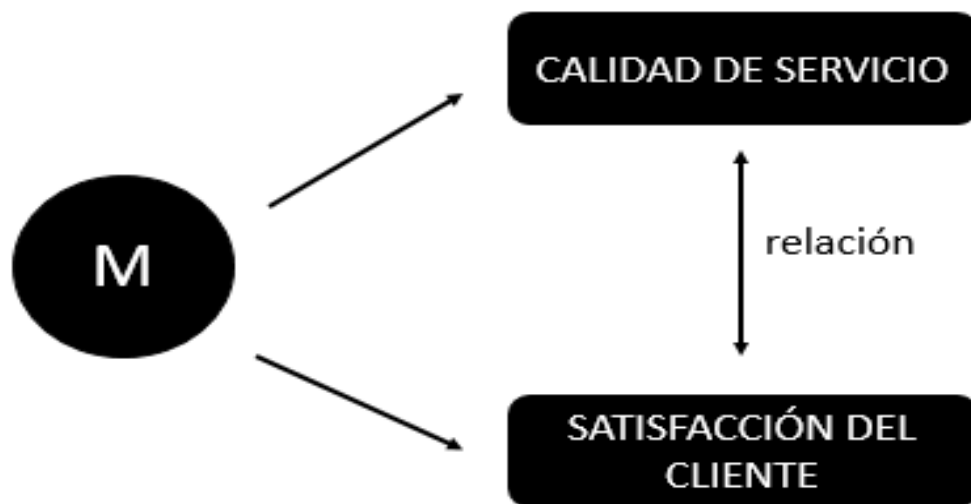 CALIDAD DE SERVICIO
M
relación
SATISFACCIÓN DEL
CLIENTE